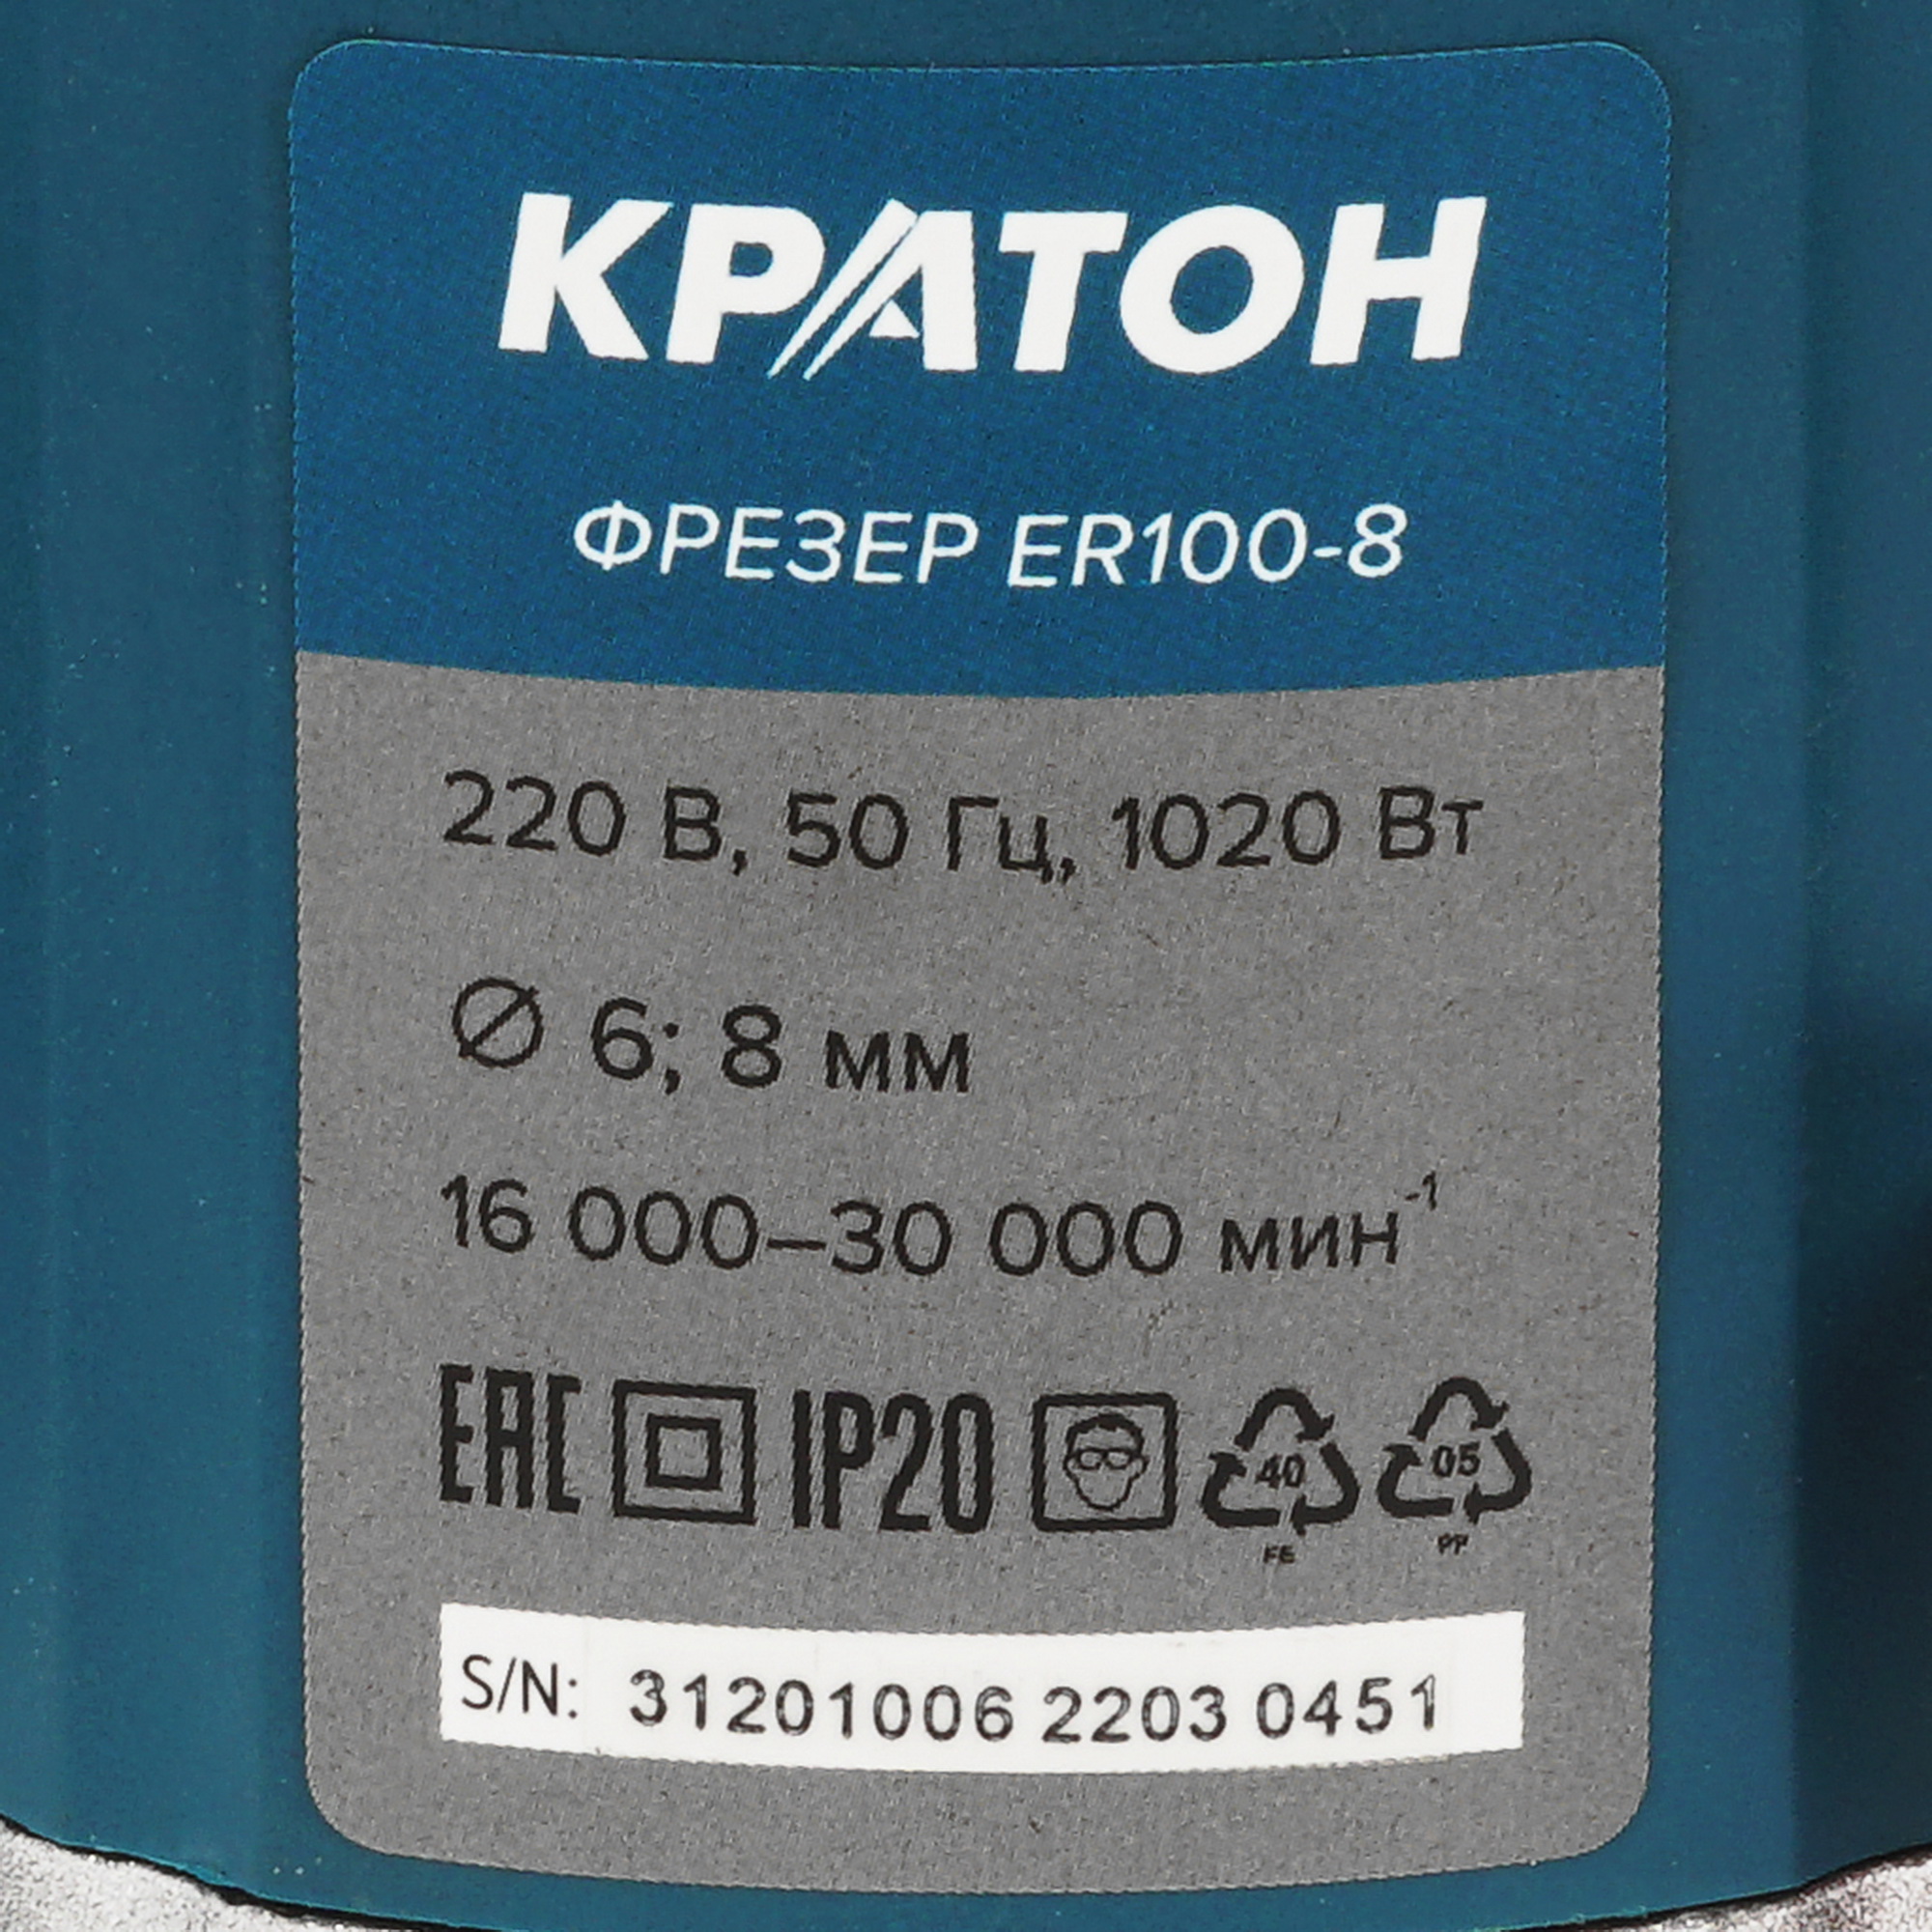 КРАТОН
ФРЕЗЕР ER100-8
220 В, 50 Гц, 1020 Вт
Ø 6; 8 мм
16 000–30 000 мин⁻¹
EAC IP20 40 05
FE PP
S/N: 31201006 2203 0451